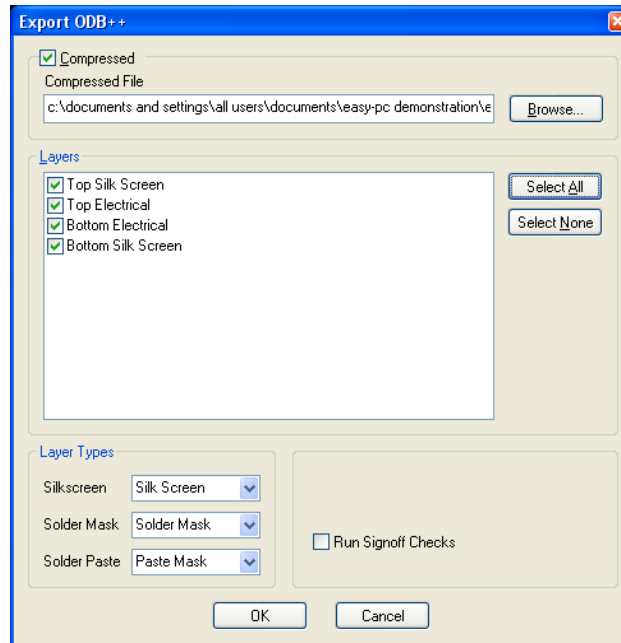 Export ODB++
Compressed
Compressed File
c:\documents and settings\all users\documents\easy-pc demonstration\e
Browse...
Layers
Top Silk Screen
Top Electrical
Bottom Electrical
Bottom Silk Screen
Select All
Select None
Layer Types
Silkscreen Silk Screen
Solder Mask Solder Mask
Solder Paste Paste Mask
Run Signoff Checks
OK Cancel